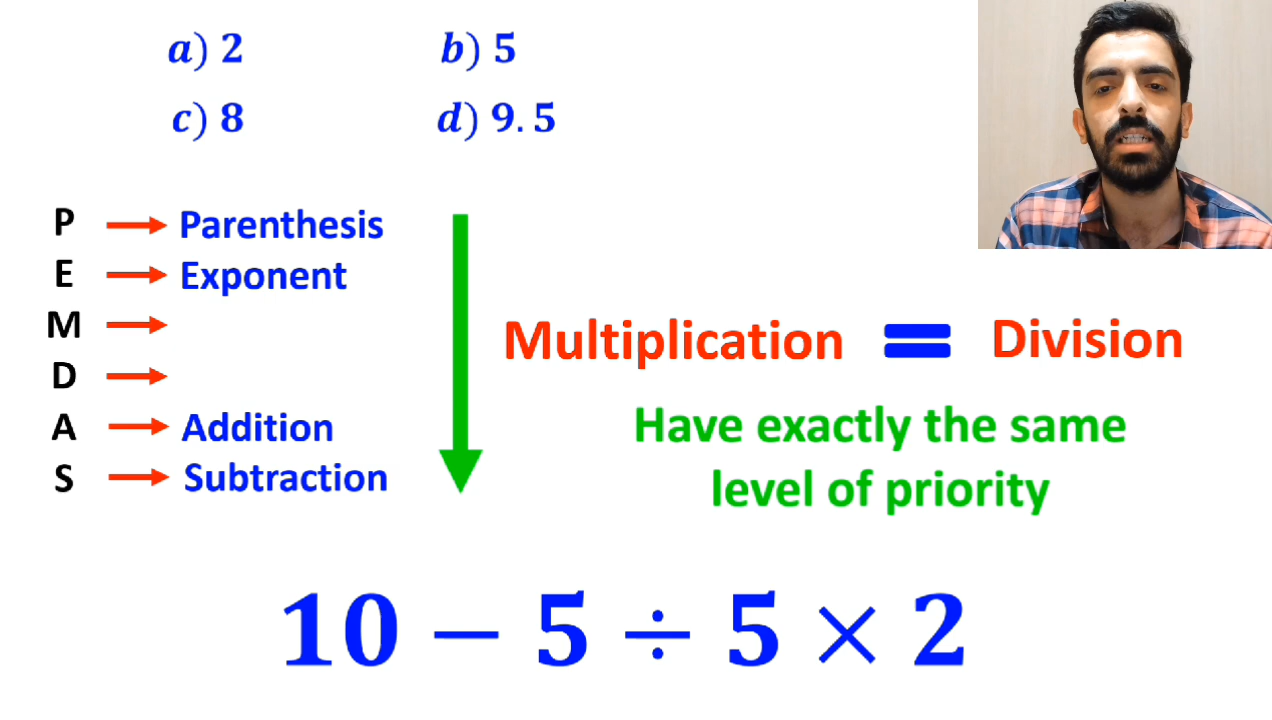 a) 2 b) 5
c) 8 d) 9.5
P → Parenthesis
E → Exponent
M →
D →
A → Addition
S → Subtraction
Multiplication = Division
Have exactly the same
level of priority
10 − 5 ÷ 5 × 2